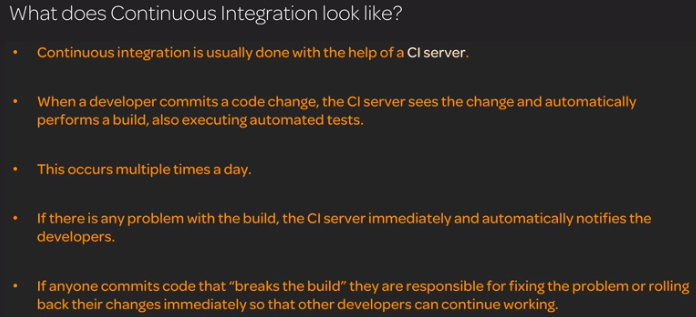 What does Continuous Integration look like?
• Continuous integration is usually done with the help of a CI server.
• When a developer commits a code change, the CI server sees the change and automatically
performs a build, also executing automated tests.
• This occurs multiple times a day.
• If there is any problem with the build, the CI server immediately and automatically notifies the
developers.
• If anyone commits code that “breaks the build” they are responsible for fixing the problem or rolling
back their changes immediately so that other developers can continue working.